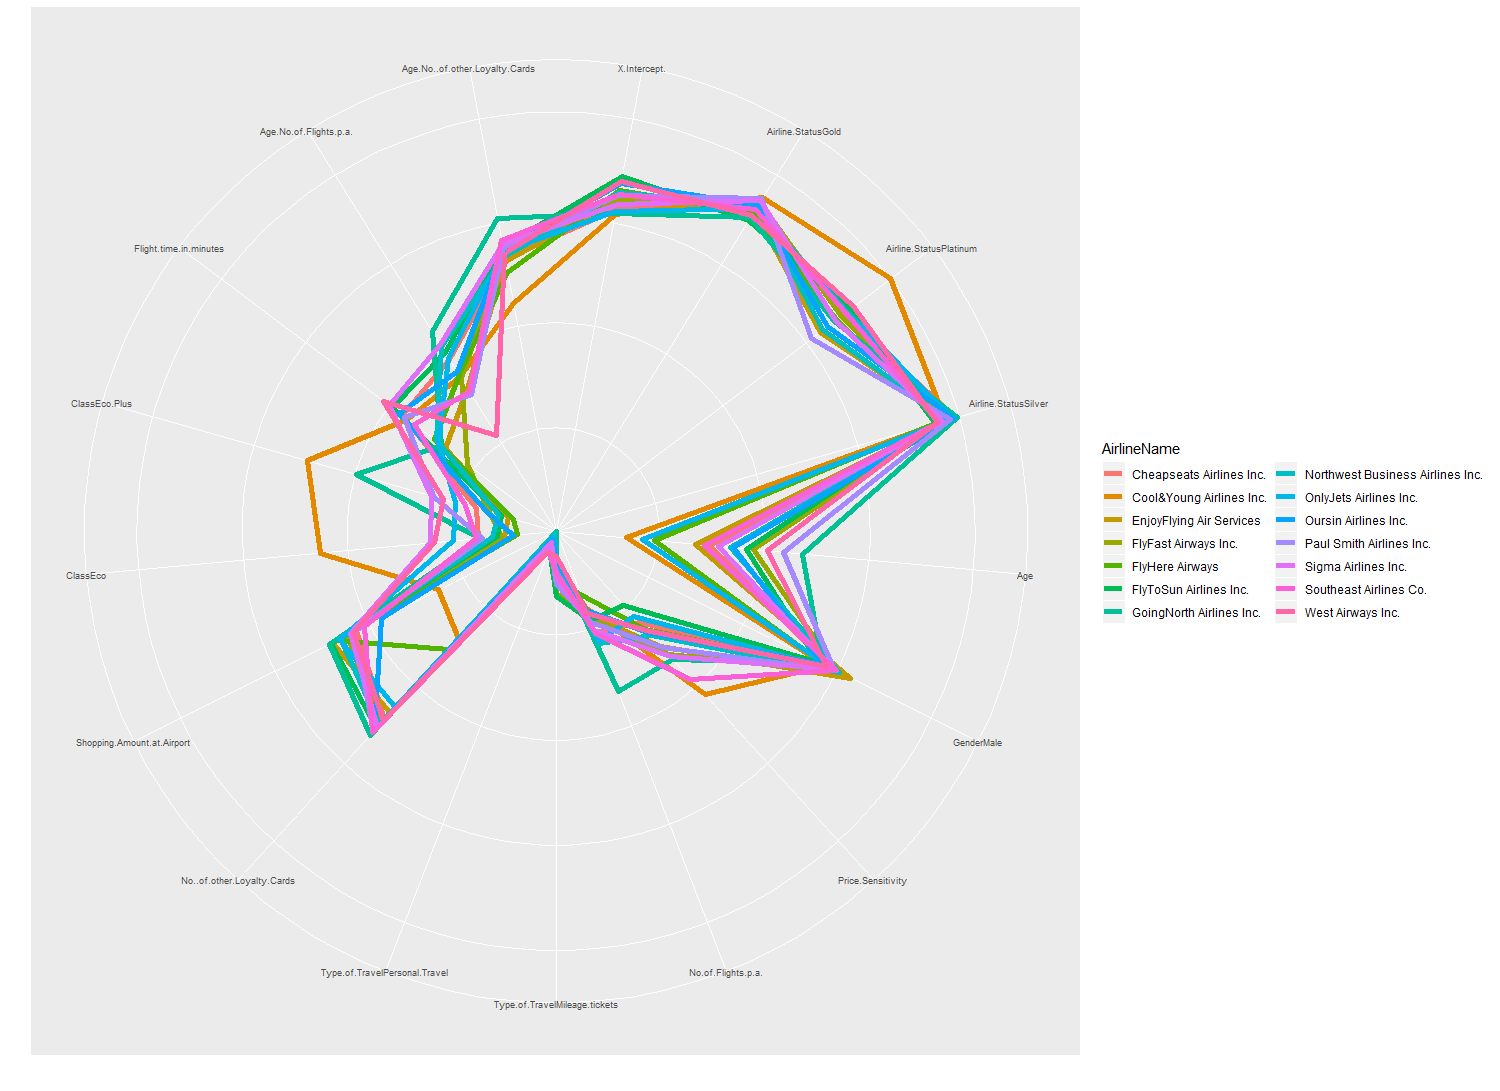 Age.No..of.other.Loyalty.Cards
X.Intercept.
Age.No.of.Flights.p.a.
Airline.StatusGold
Flight.time.in.minutes
Airline.StatusPlatinum
ClassEco.Plus
Airline.StatusSilver
ClassEco
Age
Shopping.Amount.at.Airport
GenderMale
No..of.other.Loyalty.Cards
Price.Sensitivity
Type.of.TravelPersonal.Travel
No.of.Flights.p.a.
Type.of.TravelMileage.tickets
AirlineName
Cheapseats Airlines Inc.
Cool&Young Airlines Inc.
EnjoyFlying Air Services
FlyFast Airways Inc.
FlyHere Airways
FlyToSun Airlines Inc.
GoingNorth Airlines Inc.
Northwest Business Airlines Inc.
OnlyJets Airlines Inc.
Oursin Airlines Inc.
Paul Smith Airlines Inc.
Sigma Airlines Inc.
Southeast Airlines Co.
West Airways Inc.